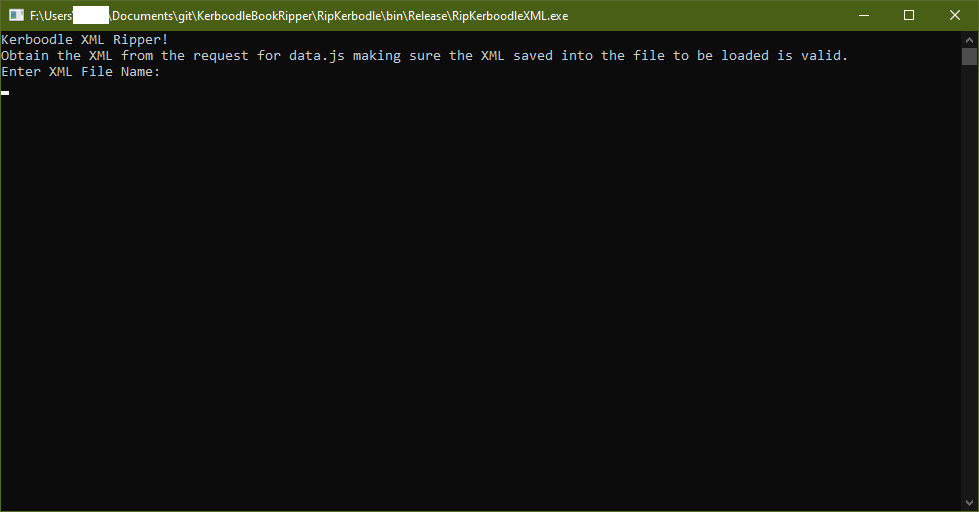 F:\Users\ \Documents\git\KerboodleBookRipper\RipKerbodle\bin\Release\RipKerboodleXML.exe
Kerboodle XML Ripper!
Obtain the XML from the request for data.js making sure the XML saved into the file to be loaded is valid.
Enter XML File Name: